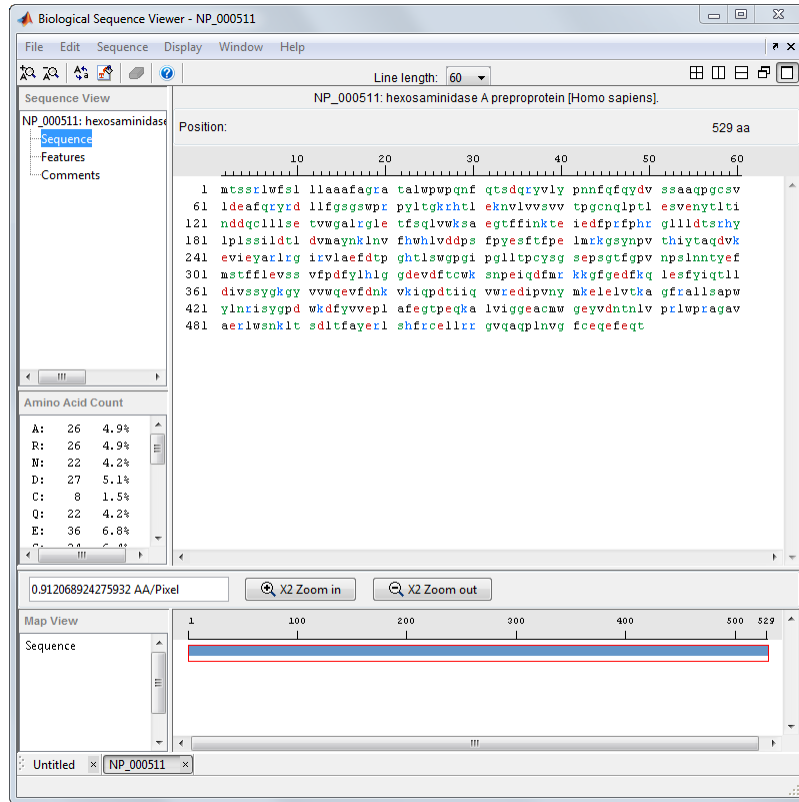 Biological Sequence Viewer - NP_000511
File Edit Sequence Display Window Help
Line length: 60
Sequence View
NP_000511: hexosaminidase
Sequence
Features
Comments
NP_000511: hexosaminidase A preproprotein [Homo sapiens].
Position: 529 aa
10 20 30 40 50 60
1 mtssrlwfsl llaaafagra talwpwpqnf qtsdqryvly pnnfqfqydv ssaaqpgcsv
61 ldeafqryrd llfgsgswpr pyltgkrhtl eknvlvvsvv tpgcnqlptl esvenytlti
121 nddqclllse tvwgalrgle tfsqlvwksa egtffinkte iedfprfphr gllldtsrhy
181 lplssildtl dvmaynklnv fhwhlvddps fpyesftfpe lmrkgsynpv thiytaqdvk
241 evieyarlrg irvlaefdtp ghtlswgpgi pglltpcysg sepsgtfgpv npslnntyef
301 mstfflevss vfpdfylhlg gdevdftcwk snpeiqdfmr kkgfgedfkq lesfyiqtll
361 divssygkgy vvwqevfdnk vkiqpdtiiq vwredipvny mkelelvtka gfrallsapw
421 ylnrisygpd wkdfyvvepl afegtpeqka lviggeacmw geyvdntnlv prlwpragav
481 aerlwsnklt sdltfayerl shfrcellrr gvqaqplnvg fceqefeqt
Amino Acid Count
A: 26 4.9%
R: 26 4.9%
N: 22 4.2%
D: 27 5.1%
C: 8 1.5%
Q: 22 4.2%
E: 36 6.8%
0.912068924275932 AA/Pixel
X2 Zoom in
X2 Zoom out
Map View
Sequence
1 100 200 300 400 500 529
Untitled
NP_000511